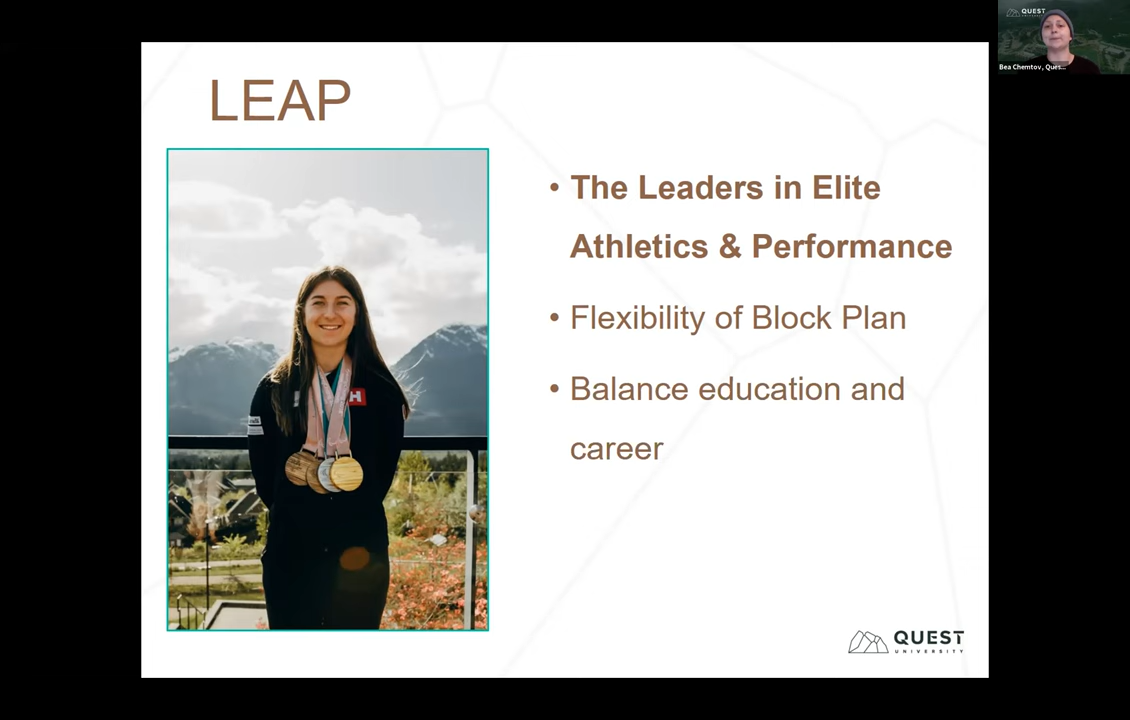 QUEST
Bea Chemtov, Ques...
LEAP
• The Leaders in Elite
Athletics & Performance
• Flexibility of Block Plan
• Balance education and
career
H
QUEST
UNIVERSITY